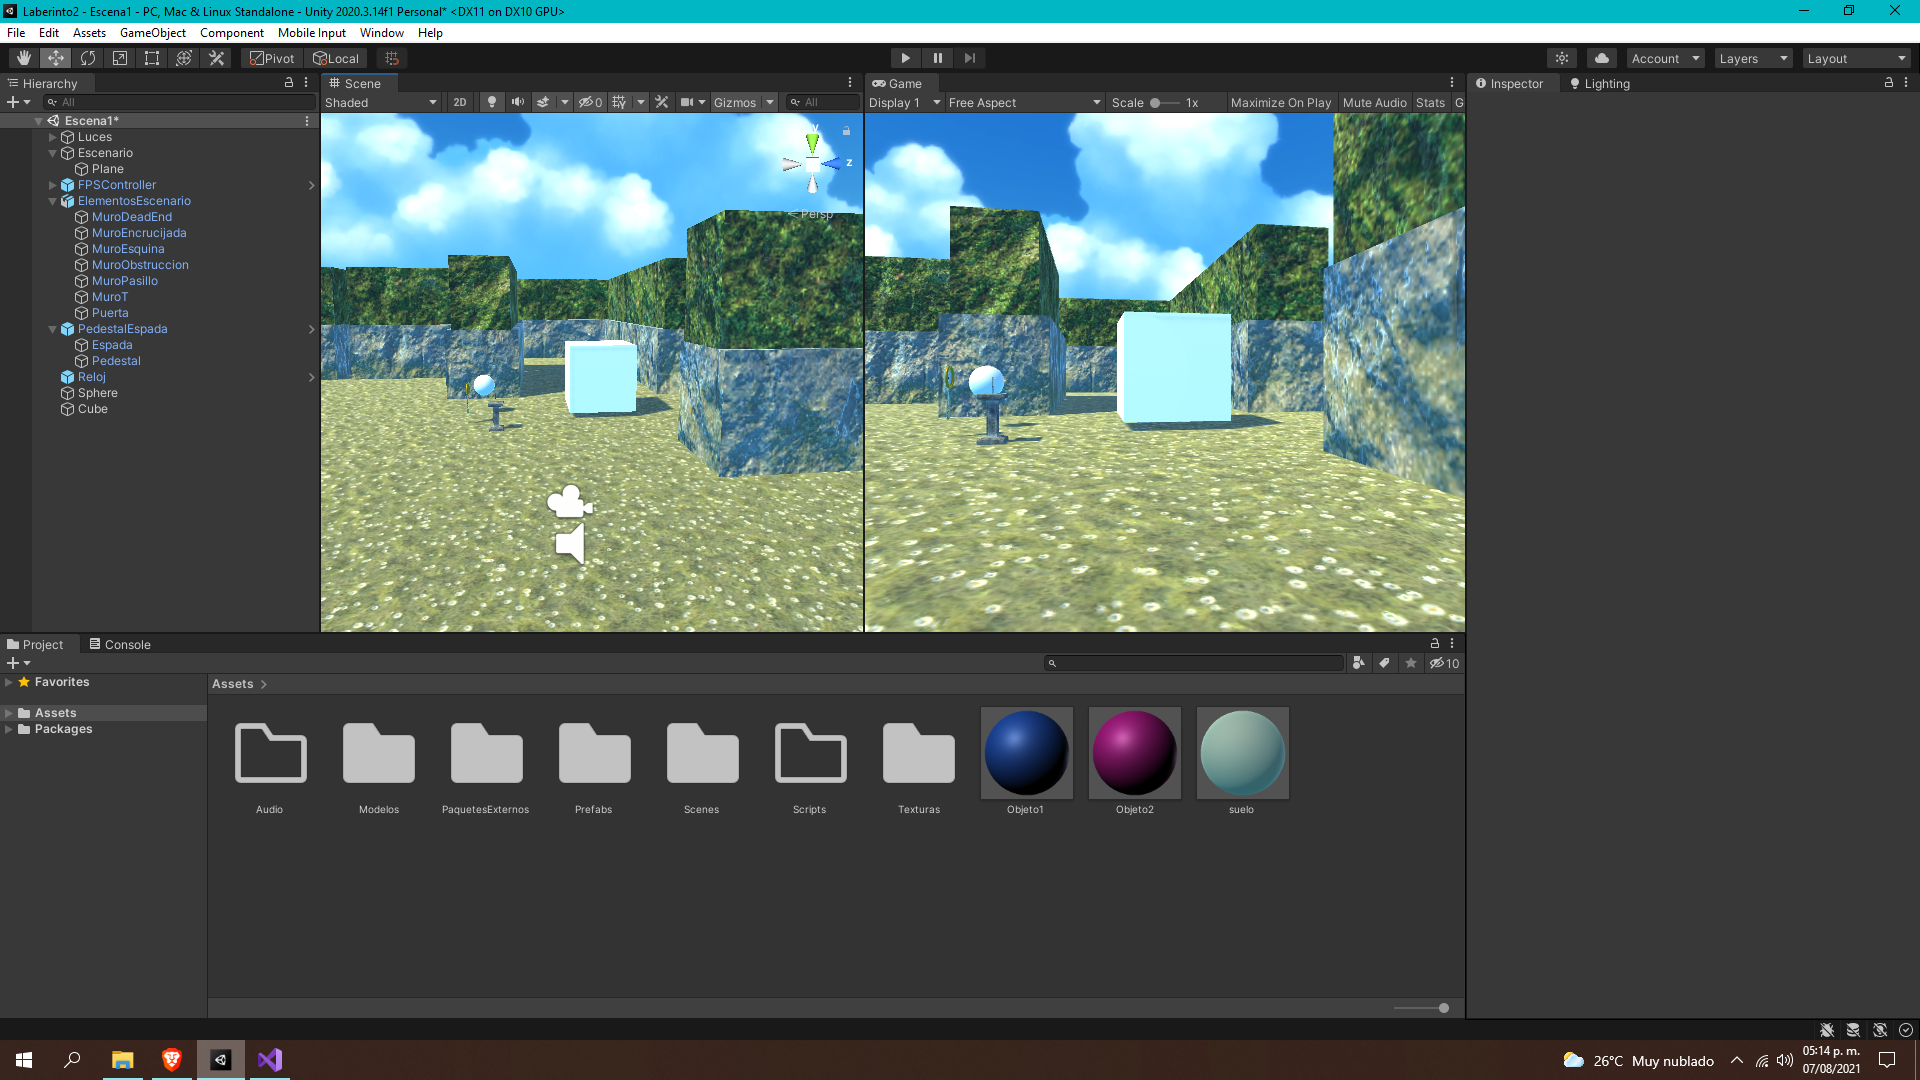 Laberinto2 - Escena1 - PC, Mac & Linux Standalone - Unity 2020.3.14f1 Personal* <DX11 on DX10 GPU>
File Edit Assets GameObject Component Mobile Input Window Help
Pivot Local Account Layers Layout
Hierarchy
All
Escena1*
Luces
Escenario
Plane
FPSController
ElementosEscenario
MuroDeadEnd
MuroEncrucijada
MuroEsquina
MuroObstruccion
MuroPasillo
MuroT
Puerta
PedestalEspada
Espada
Pedestal
Reloj
Sphere
Cube
Scene
Shaded 2D 0 Gizmos All
y
z
Persp
Game
Display 1 Free Aspect Scale 1x Maximize On Play Mute Audio Stats G
Inspector Lighting
Project Console
10
Favorites
Assets
Packages
Assets
Audio Modelos PaquetesExternos Prefabs Scenes Scripts Texturas Objeto1 Objeto2 suelo
26°C Muy nublado
05:14 p. m.
07/08/2021